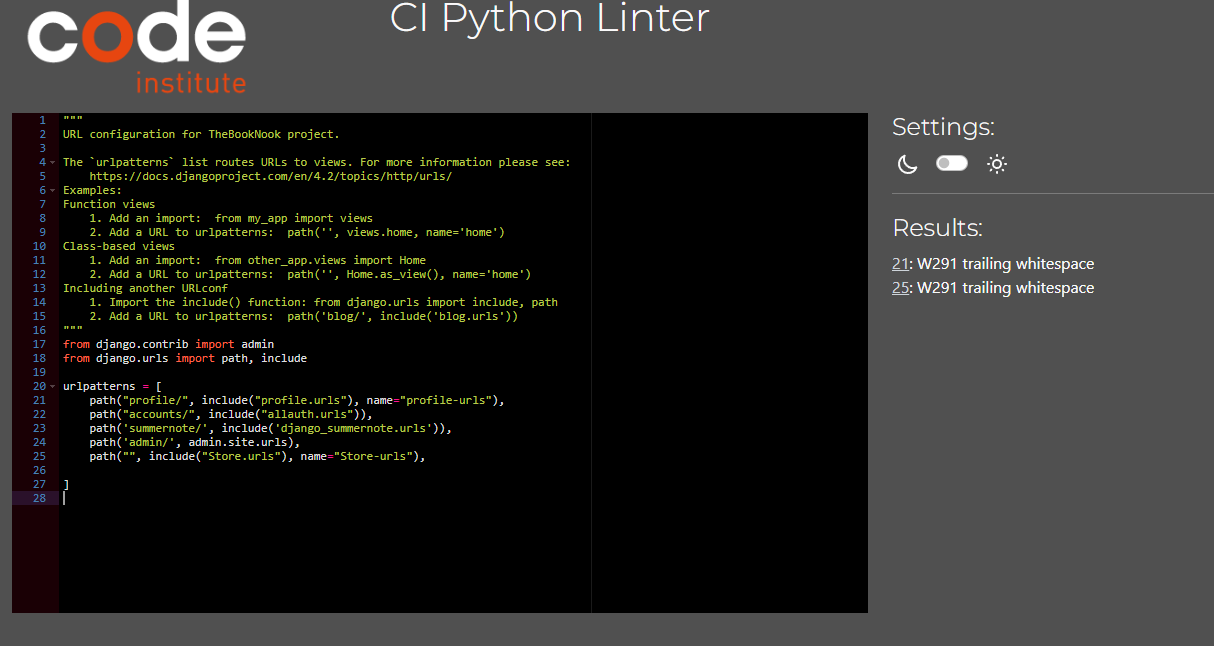 code
institute
CI Python Linter
1 """
2 URL configuration for TheBookNook project.
3
4 The `urlpatterns` list routes URLs to views. For more information please see:
5     https://docs.djangoproject.com/en/4.2/topics/http/urls/
6 Examples:
7 Function views
8     1. Add an import:  from my_app import views
9     2. Add a URL to urlpatterns:  path('', views.home, name='home')
10 Class-based views
11     1. Add an import:  from other_app.views import Home
12     2. Add a URL to urlpatterns:  path('', Home.as_view(), name='home')
13 Including another URLconf
14     1. Import the include() function: from django.urls import include, path
15     2. Add a URL to urlpatterns:  path('blog/', include('blog.urls'))
16 """
17 from django.contrib import admin
18 from django.urls import path, include
19
20 urlpatterns = [
21     path("profile/", include("profile.urls"), name="profile-urls"),
22     path("accounts/", include("allauth.urls")),
23     path('summernote/', include('django_summernote.urls')),
24     path('admin/', admin.site.urls),
25     path("", include("Store.urls"), name="Store-urls"),
26
27 ]
28
Settings:
Results:
21: W291 trailing whitespace
25: W291 trailing whitespace